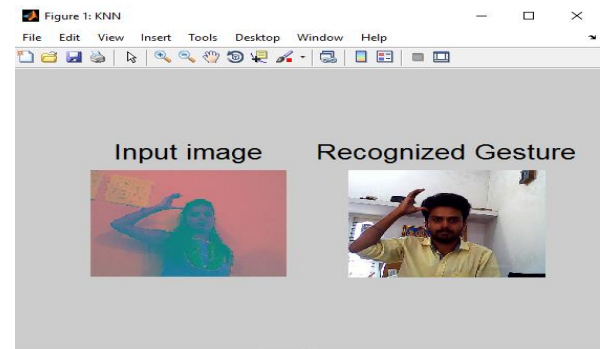 Figure 1: KNN
File Edit View Insert Tools Desktop Window Help
Input image Recognized Gesture